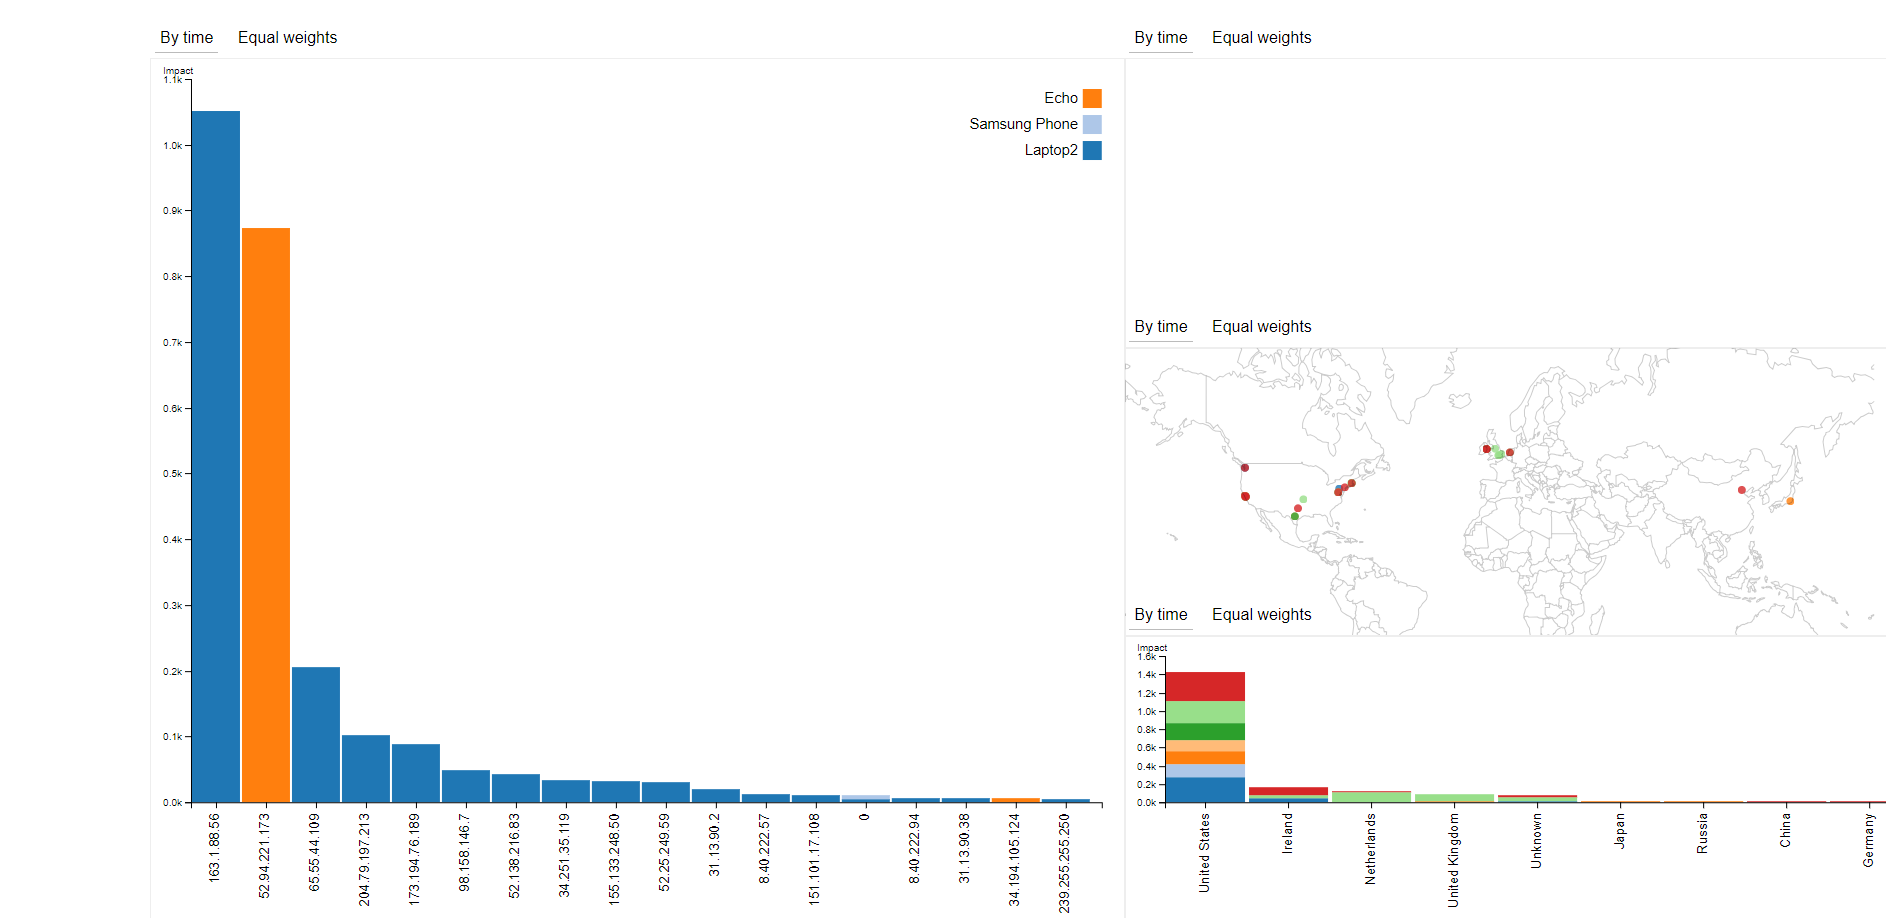 By time Equal weights
Impact
1.1k
1.0k
0.9k
0.8k
0.7k
0.6k
0.5k
0.4k
0.3k
0.2k
0.1k
0.0k
Echo
Samsung Phone
Laptop2
163.1.88.56
52.94.221.173
65.55.44.109
204.79.197.213
173.194.76.189
98.158.146.7
52.138.216.83
34.251.35.119
155.133.248.50
52.225.249.59
31.13.90.2
8.40.222.57
151.101.17.108
0
8.40.222.94
31.13.90.38
34.194.105.124
239.255.255.250
By time Equal weights
By time Equal weights
By time Equal weights
Impact
1.6k
1.4k
1.2k
1.0k
0.8k
0.6k
0.4k
0.2k
0.0k
United States
Ireland
Netherlands
United Kingdom
Unknown
Japan
Russia
China
Germany